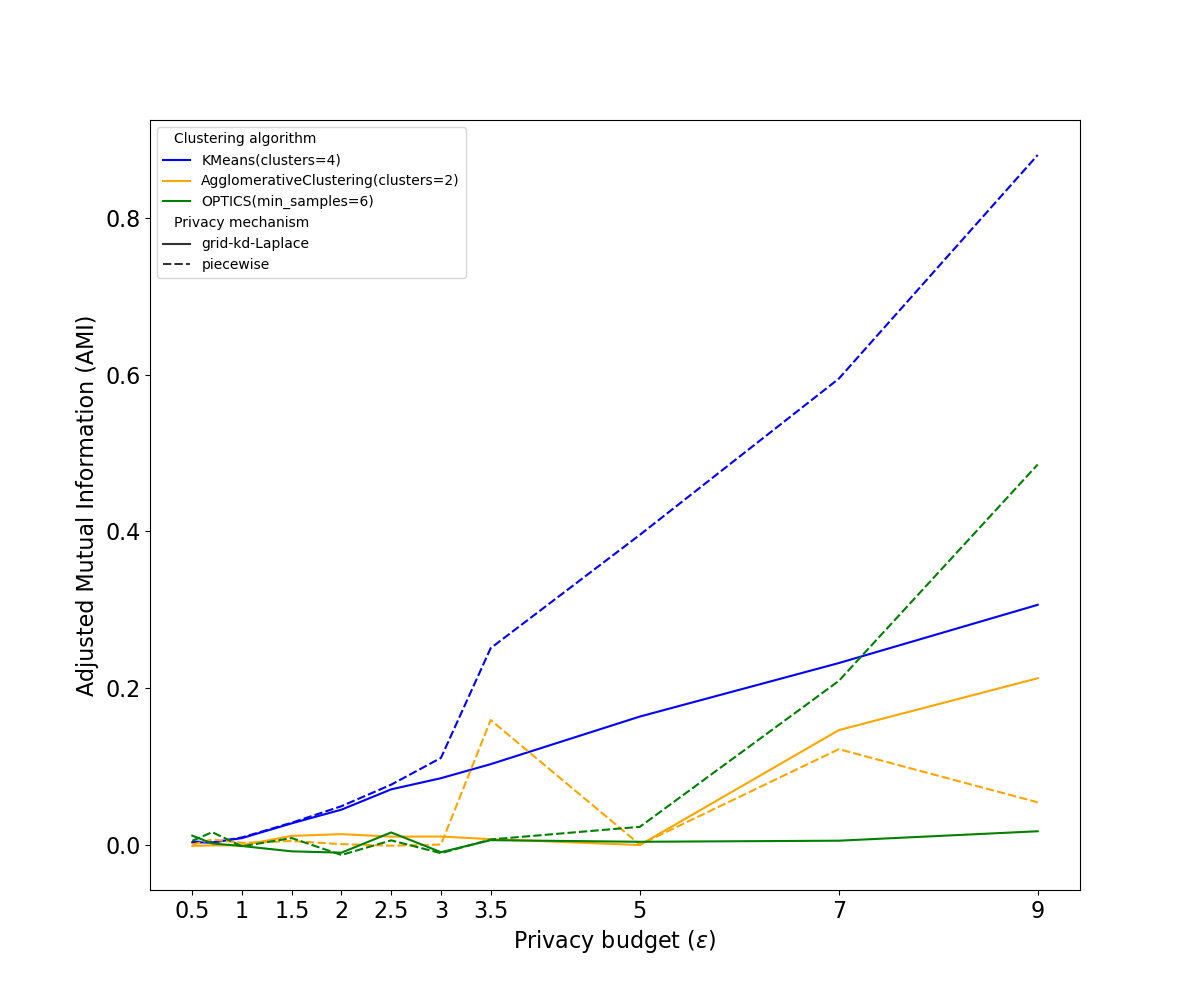 Clustering algorithm
KMeans(clusters=4)
AgglomerativeClustering(clusters=2)
OPTICS(min_samples=6)
Privacy mechanism
grid-kd-Laplace
piecewise
Adjusted Mutual Information (AMI)
0.8
0.6
0.4
0.2
0.0
0.5 1 1.5 2 2.5 3 3.5 5 7 9
Privacy budget (ε)